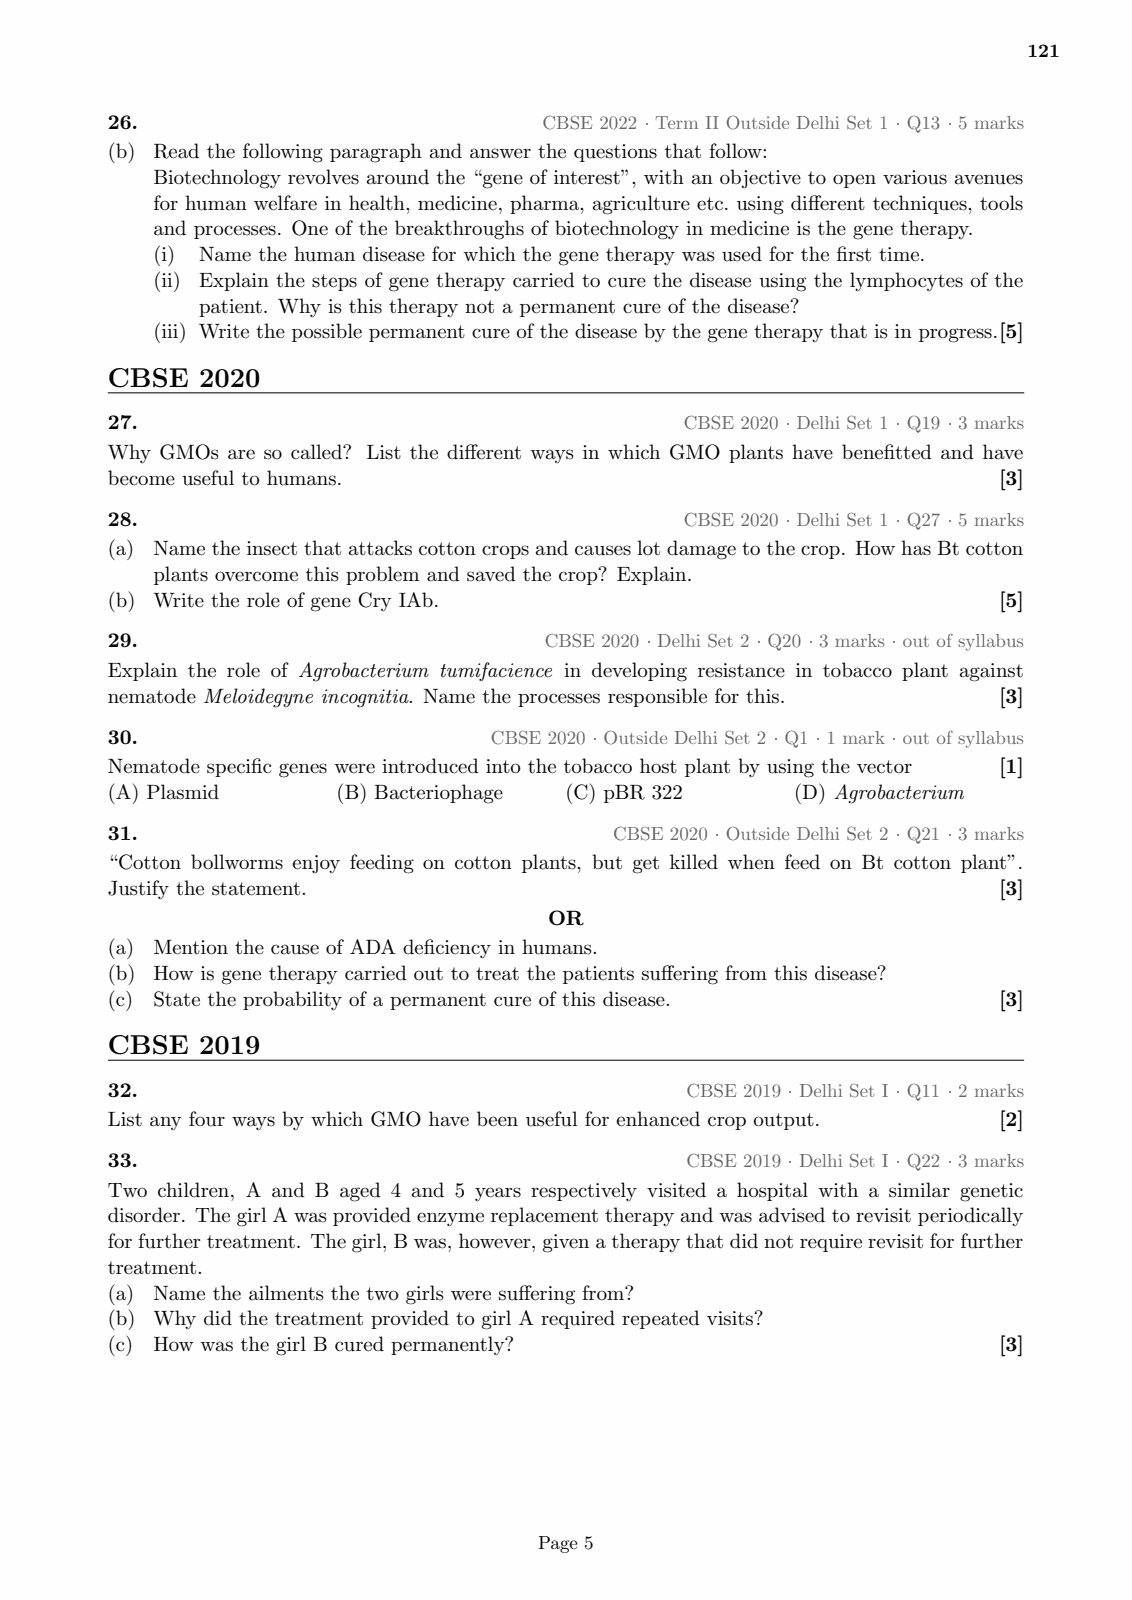 121
26. CBSE 2022 · Term II Outside Delhi Set 1 · Q13 · 5 marks
(b) Read the following paragraph and answer the questions that follow:
Biotechnology revolves around the “gene of interest”, with an objective to open various avenues
for human welfare in health, medicine, pharma, agriculture etc. using different techniques, tools
and processes. One of the breakthroughs of biotechnology in medicine is the gene therapy.
(i) Name the human disease for which the gene therapy was used for the first time.
(ii) Explain the steps of gene therapy carried to cure the disease using the lymphocytes of the
patient. Why is this therapy not a permanent cure of the disease?
(iii) Write the possible permanent cure of the disease by the gene therapy that is in progress. [5]
CBSE 2020
27. CBSE 2020 · Delhi Set 1 · Q19 · 3 marks
Why GMOs are so called? List the different ways in which GMO plants have benefitted and have
become useful to humans. [3]
28. CBSE 2020 · Delhi Set 1 · Q27 · 5 marks
(a) Name the insect that attacks cotton crops and causes lot damage to the crop. How has Bt cotton
plants overcome this problem and saved the crop? Explain.
(b) Write the role of gene Cry IAb. [5]
29. CBSE 2020 · Delhi Set 2 · Q20 · 3 marks · out of syllabus
Explain the role of Agrobacterium tumifacience in developing resistance in tobacco plant against
nematode Meloidegyne incognitia. Name the processes responsible for this. [3]
30. CBSE 2020 · Outside Delhi Set 2 · Q1 · 1 mark · out of syllabus
Nematode specific genes were introduced into the tobacco host plant by using the vector [1]
(A) Plasmid (B) Bacteriophage (C) pBR 322 (D) Agrobacterium
31. CBSE 2020 · Outside Delhi Set 2 · Q21 · 3 marks
“Cotton bollworms enjoy feeding on cotton plants, but get killed when feed on Bt cotton plant”.
Justify the statement. [3]
OR
(a) Mention the cause of ADA deficiency in humans.
(b) How is gene therapy carried out to treat the patients suffering from this disease?
(c) State the probability of a permanent cure of this disease. [3]
CBSE 2019
32. CBSE 2019 · Delhi Set I · Q11 · 2 marks
List any four ways by which GMO have been useful for enhanced crop output. [2]
33. CBSE 2019 · Delhi Set I · Q22 · 3 marks
Two children, A and B aged 4 and 5 years respectively visited a hospital with a similar genetic
disorder. The girl A was provided enzyme replacement therapy and was advised to revisit periodically
for further treatment. The girl, B was, however, given a therapy that did not require revisit for further
treatment.
(a) Name the ailments the two girls were suffering from?
(b) Why did the treatment provided to girl A required repeated visits?
(c) How was the girl B cured permanently? [3]
Page 5